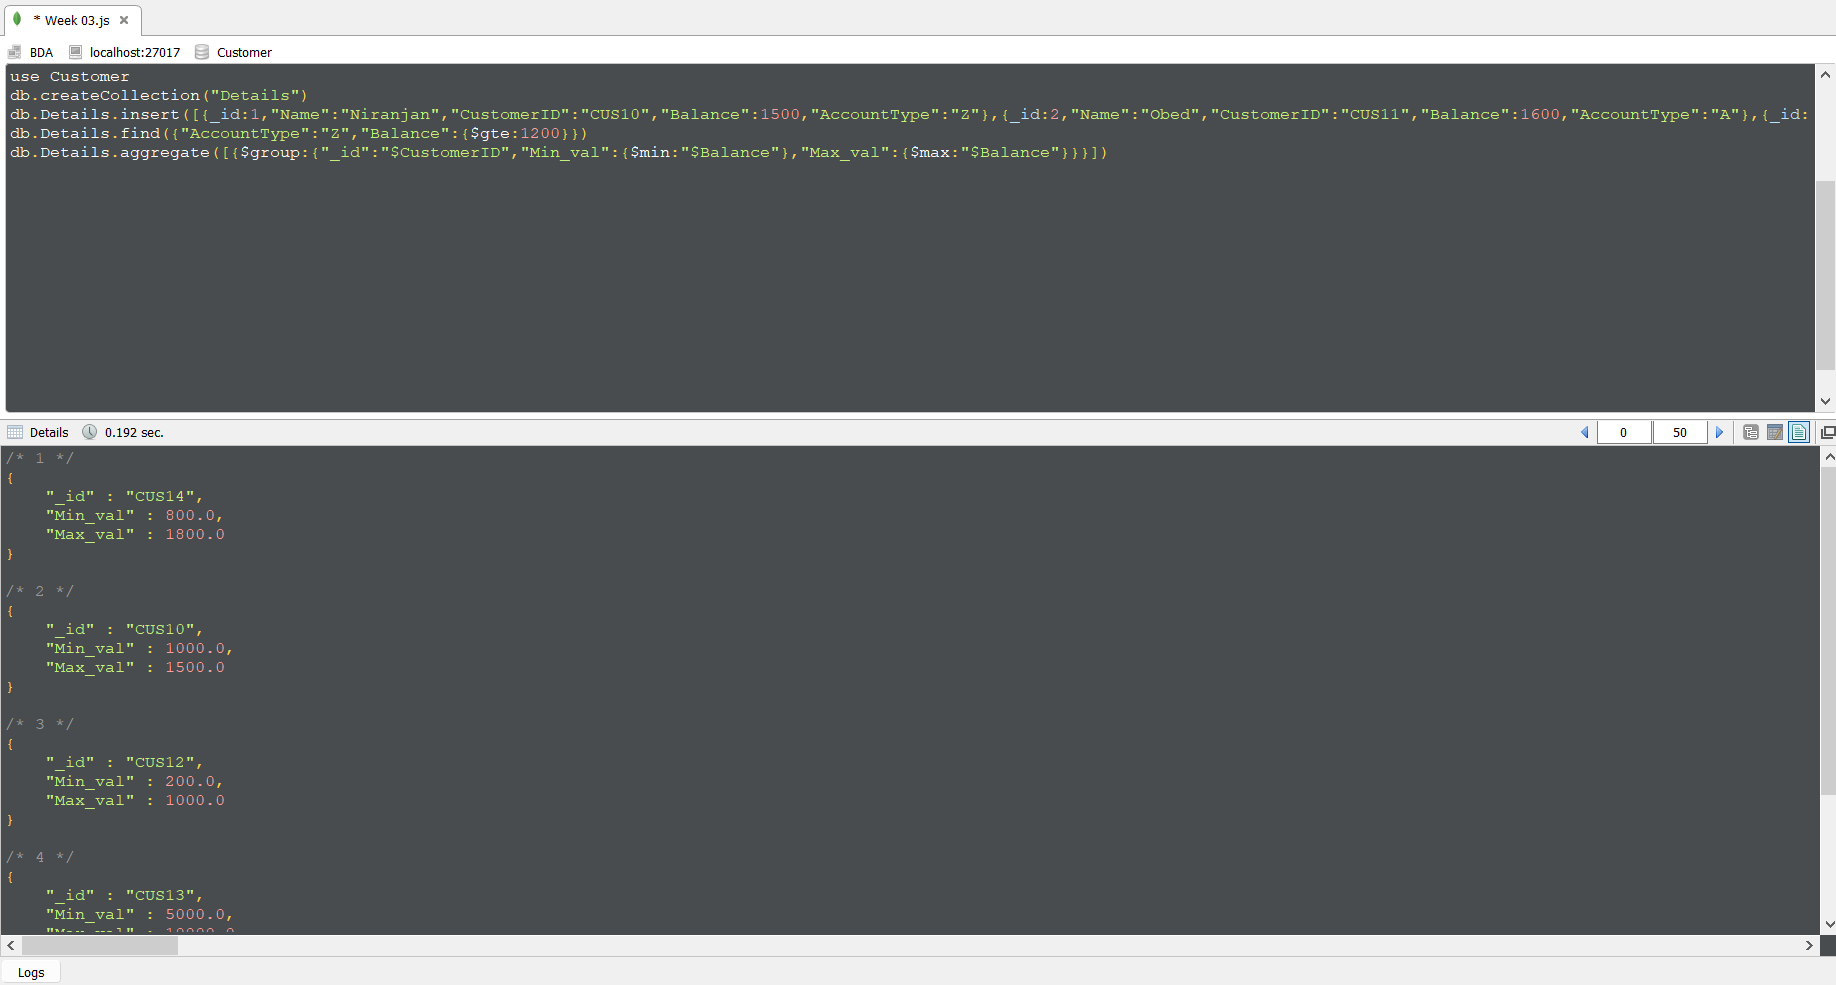 * Week 03.js
BDA localhost:27017 Customer
use Customer
db.createCollection("Details")
db.Details.insert([{_id:1,"Name":"Niranjan","CustomerID":"CUS10","Balance":1500,"AccountType":"Z"},{_id:2,"Name":"Obed","CustomerID":"CUS11","Balance":1600,"AccountType":"A"},{_id:
db.Details.find({"AccountType":"Z","Balance":{$gte:1200}})
db.Details.aggregate([{$group:{"_id":"$CustomerID","Min_val":{$min:"$Balance"},"Max_val":{$max:"$Balance"}}}])
Details 0.192 sec. 0 50
/* 1 */
{
"_id" : "CUS14",
"Min_val" : 800.0,
"Max_val" : 1800.0
}
/* 2 */
{
"_id" : "CUS10",
"Min_val" : 1000.0,
"Max_val" : 1500.0
}
/* 3 */
{
"_id" : "CUS12",
"Min_val" : 200.0,
"Max_val" : 1000.0
}
/* 4 */
{
"_id" : "CUS13",
"Min_val" : 5000.0,
Logs